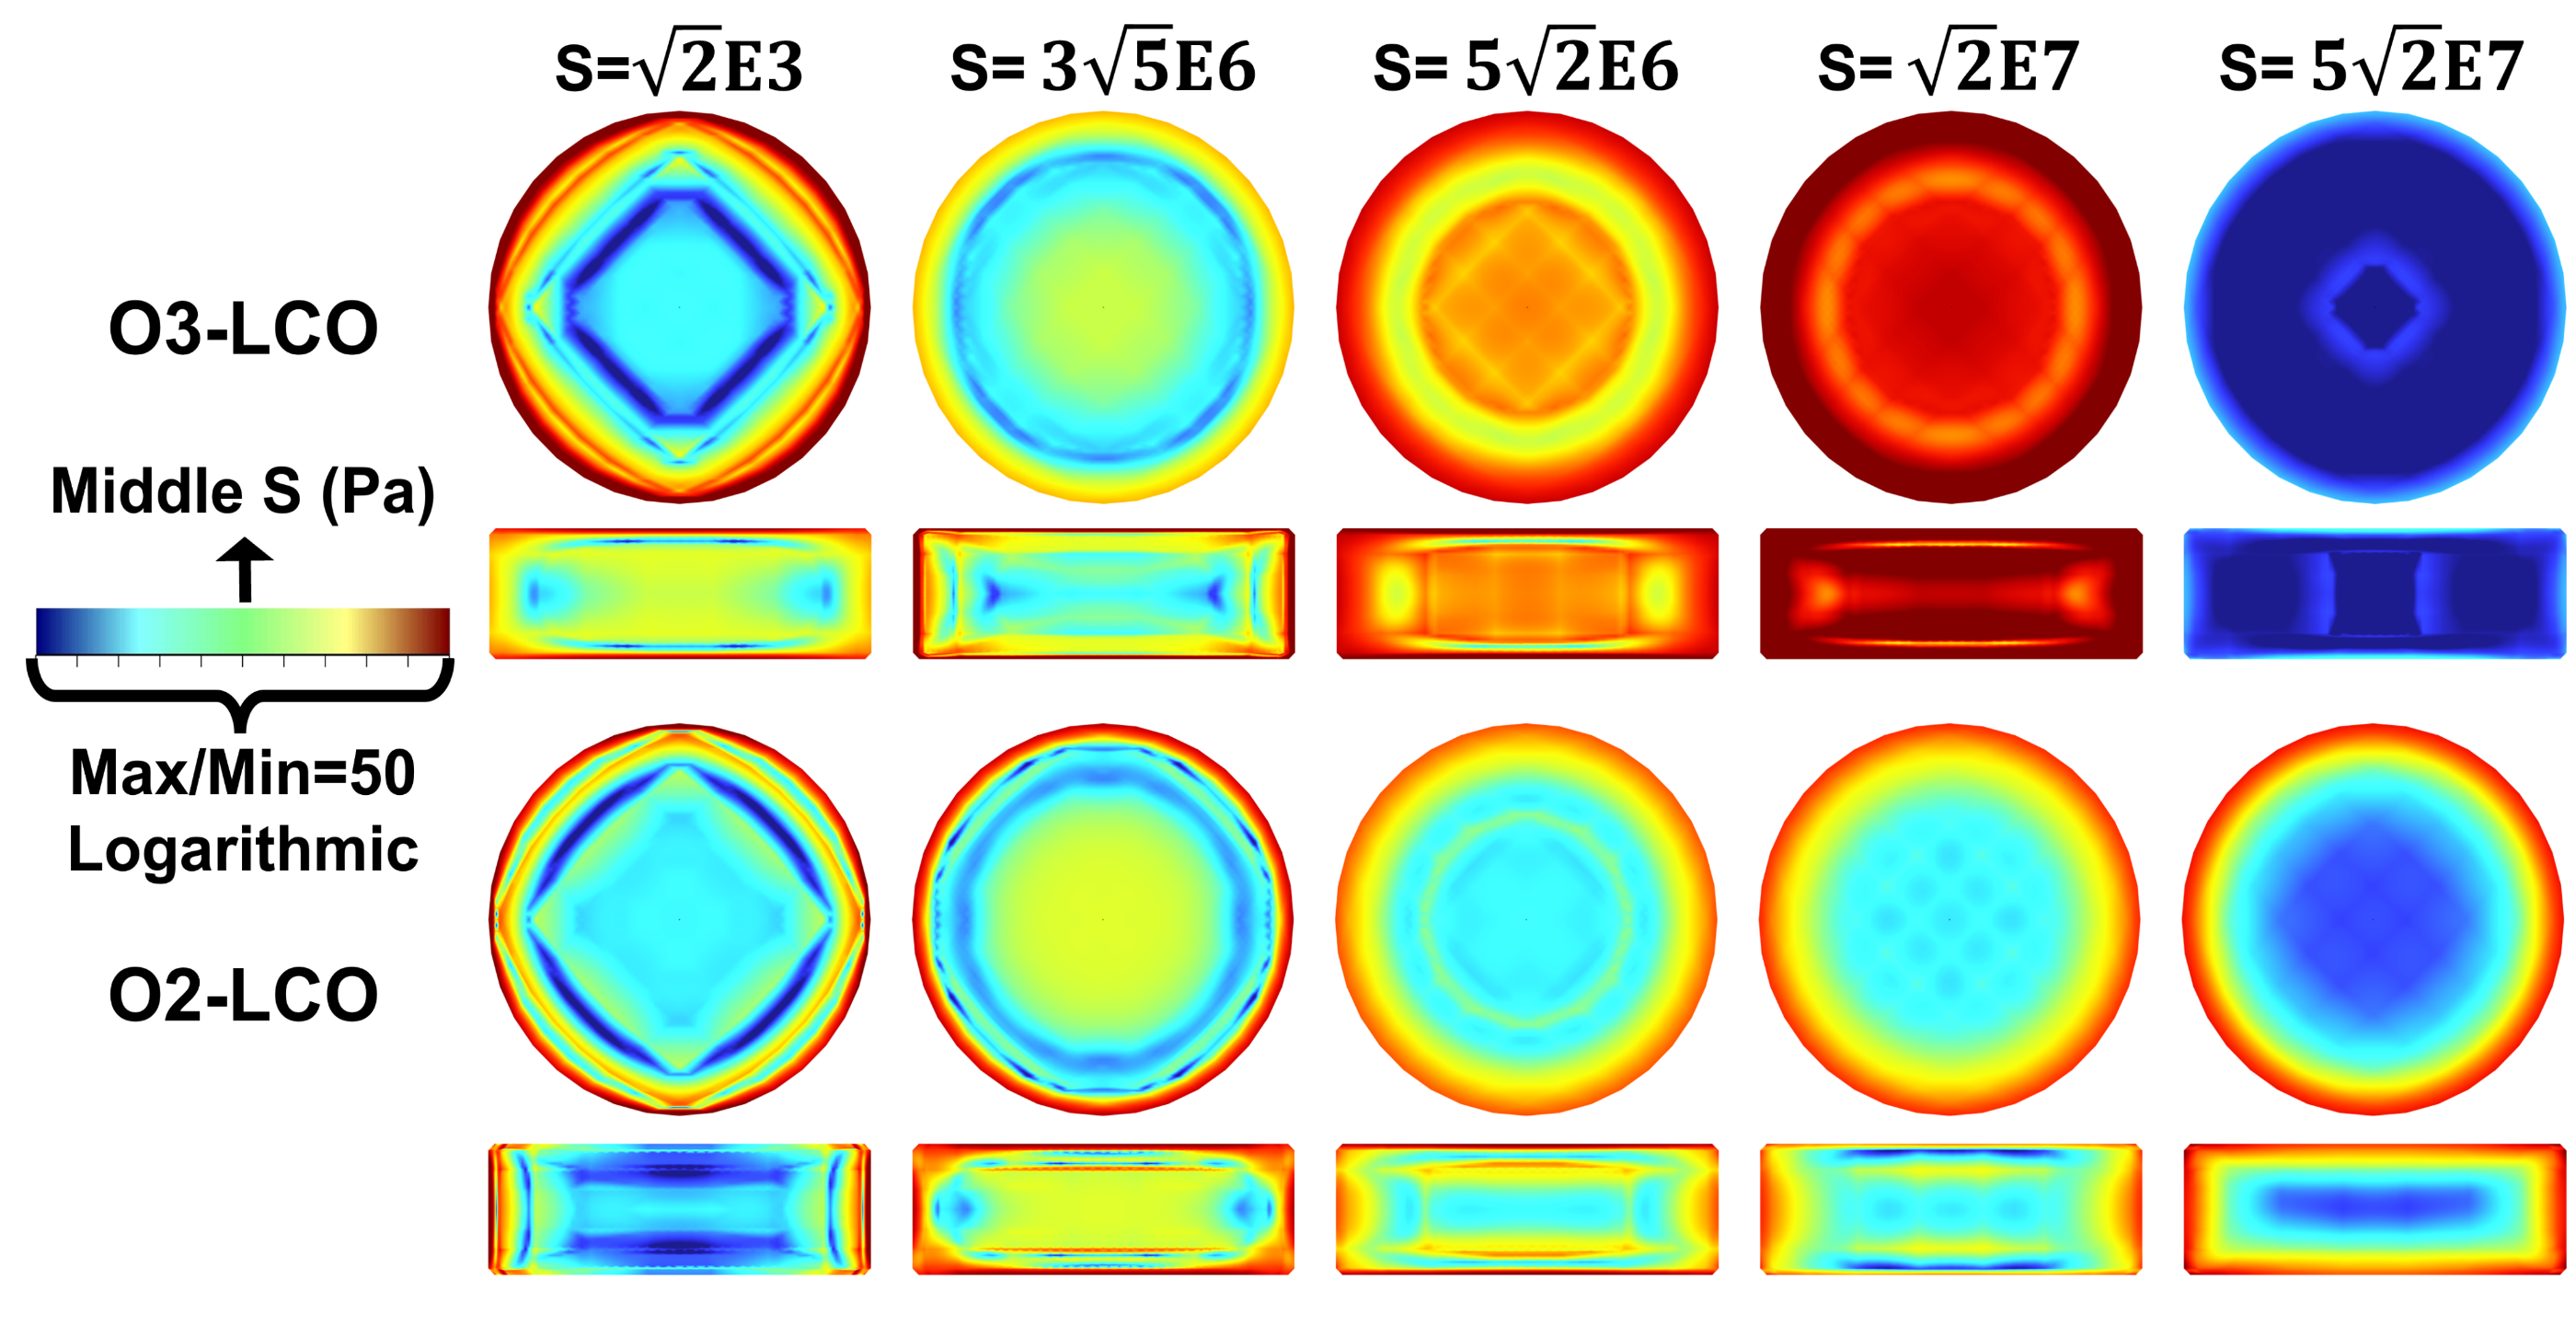 S=√2E3
S= 3√5E6
S= 5√2E6
S= √2E7
S= 5√2E7
O3-LCO
Middle S (Pa)
Max/Min=50
Logarithmic
O2-LCO